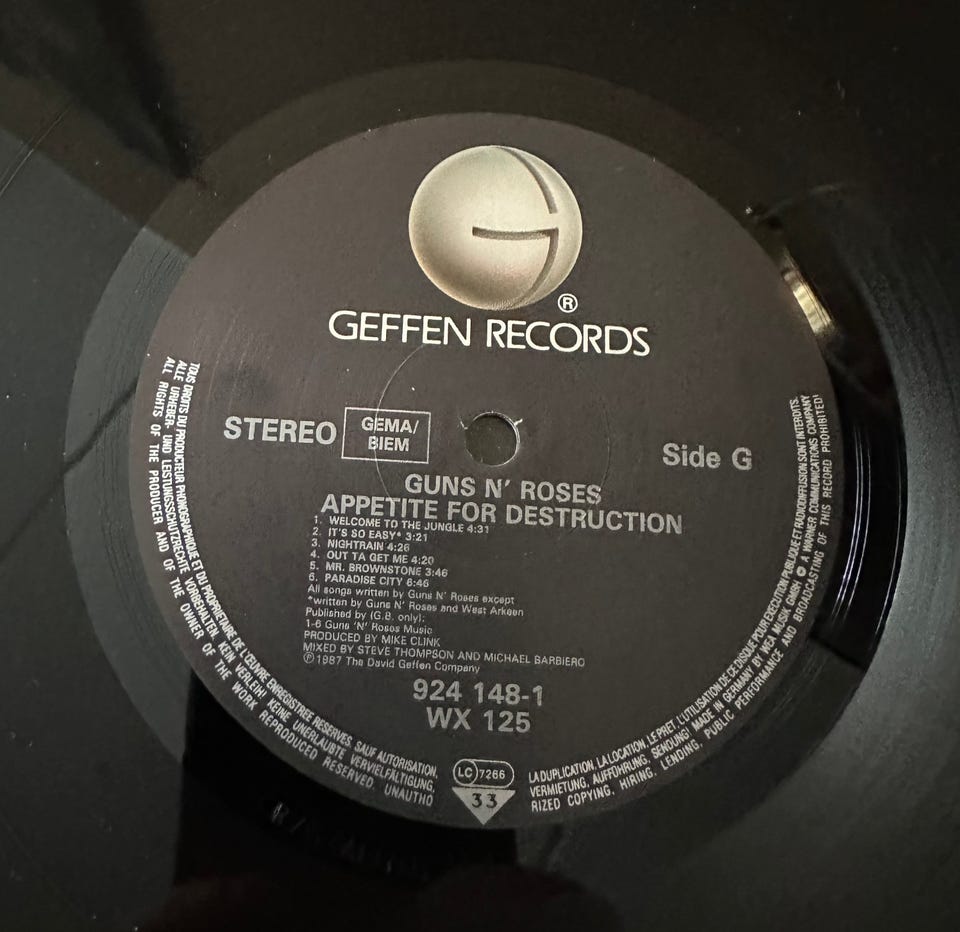 ®
GEFFEN RECORDS
STEREO
GEMA/
BIEM
Side G
GUNS N' ROSES
APPETITE FOR DESTRUCTION
1. WELCOME TO THE JUNGLE 4:31
2. IT'S SO EASY* 3:21
3. NIGHTRAIN 4:26
4. OUT TA GET ME 4:20
5. MR. BROWNSTONE 3:46
6. PARADISE CITY 6:46
All songs written by Guns N' Roses except
*written by Guns N' Roses and West Arkeen
Published by (G.B. only):
1-6 Guns 'N' Roses Music
PRODUCED BY MIKE CLINK
MIXED BY STEVE THOMPSON AND MICHAEL BARBIERO
℗ 1987 The David Geffen Company
924 148-1
WX 125
LC 7266
33
TOUS DROITS DU PRODUCTEUR PHONOGRAPHIQUE ET DU PROPRIETAIRE DE L'ŒUVRE ENREGISTREE RESERVES. SAUF AUTORISATION, LA DUPLICATION, LA LOCATION, LE PRET, L'UTILISATION DE CE DISQUE POUR EXECUTION PUBLIQUE ET RADIODIFFUSION SONT INTERDITS.
ALLE URHEBER- UND LEISTUNGSSCHUTZRECHTE VORBEHALTEN. KEIN VERLEIH! KEINE UNERLAUBTE VERVIELFÄLTIGUNG, VERMIETUNG, AUFFÜHRUNG, SENDUNG! MADE IN GERMANY BY WEA MUSIK GMBH A WARNER COMMUNICATIONS COMPANY
ALL RIGHTS OF THE PRODUCER AND OF THE OWNER OF THE WORK REPRODUCED RESERVED. UNAUTHORIZED COPYING, HIRING, LENDING, PUBLIC PERFORMANCE AND BROADCASTING OF THIS RECORD PROHIBITED!